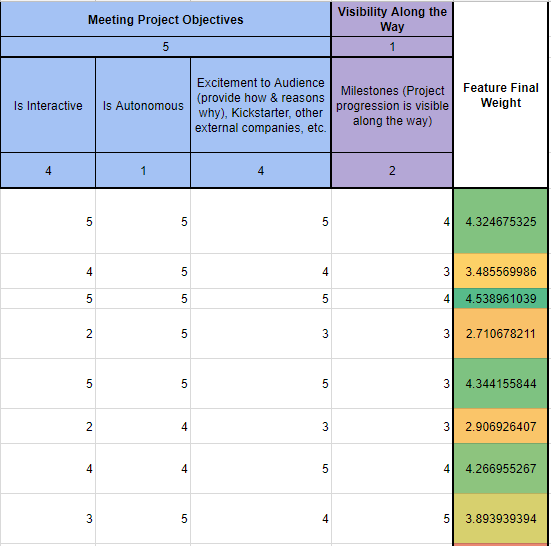 Meeting Project Objectives
Visibility Along the
Way
5
1
Is Interactive
Is Autonomous
Excitement to Audience
(provide how & reasons
why), Kickstarter, other
external companies, etc.
Milestones (Project
progression is visible
along the way)
Feature Final
Weight
4
1
4
2
5 5 5 4 4.324675325
4 5 4 3 3.485569986
5 5 5 4 4.538961039
2 5 3 3 2.710678211
5 5 5 3 4.344155844
2 4 3 3 2.906926407
4 4 5 4 4.266955267
3 5 4 5 3.893939394